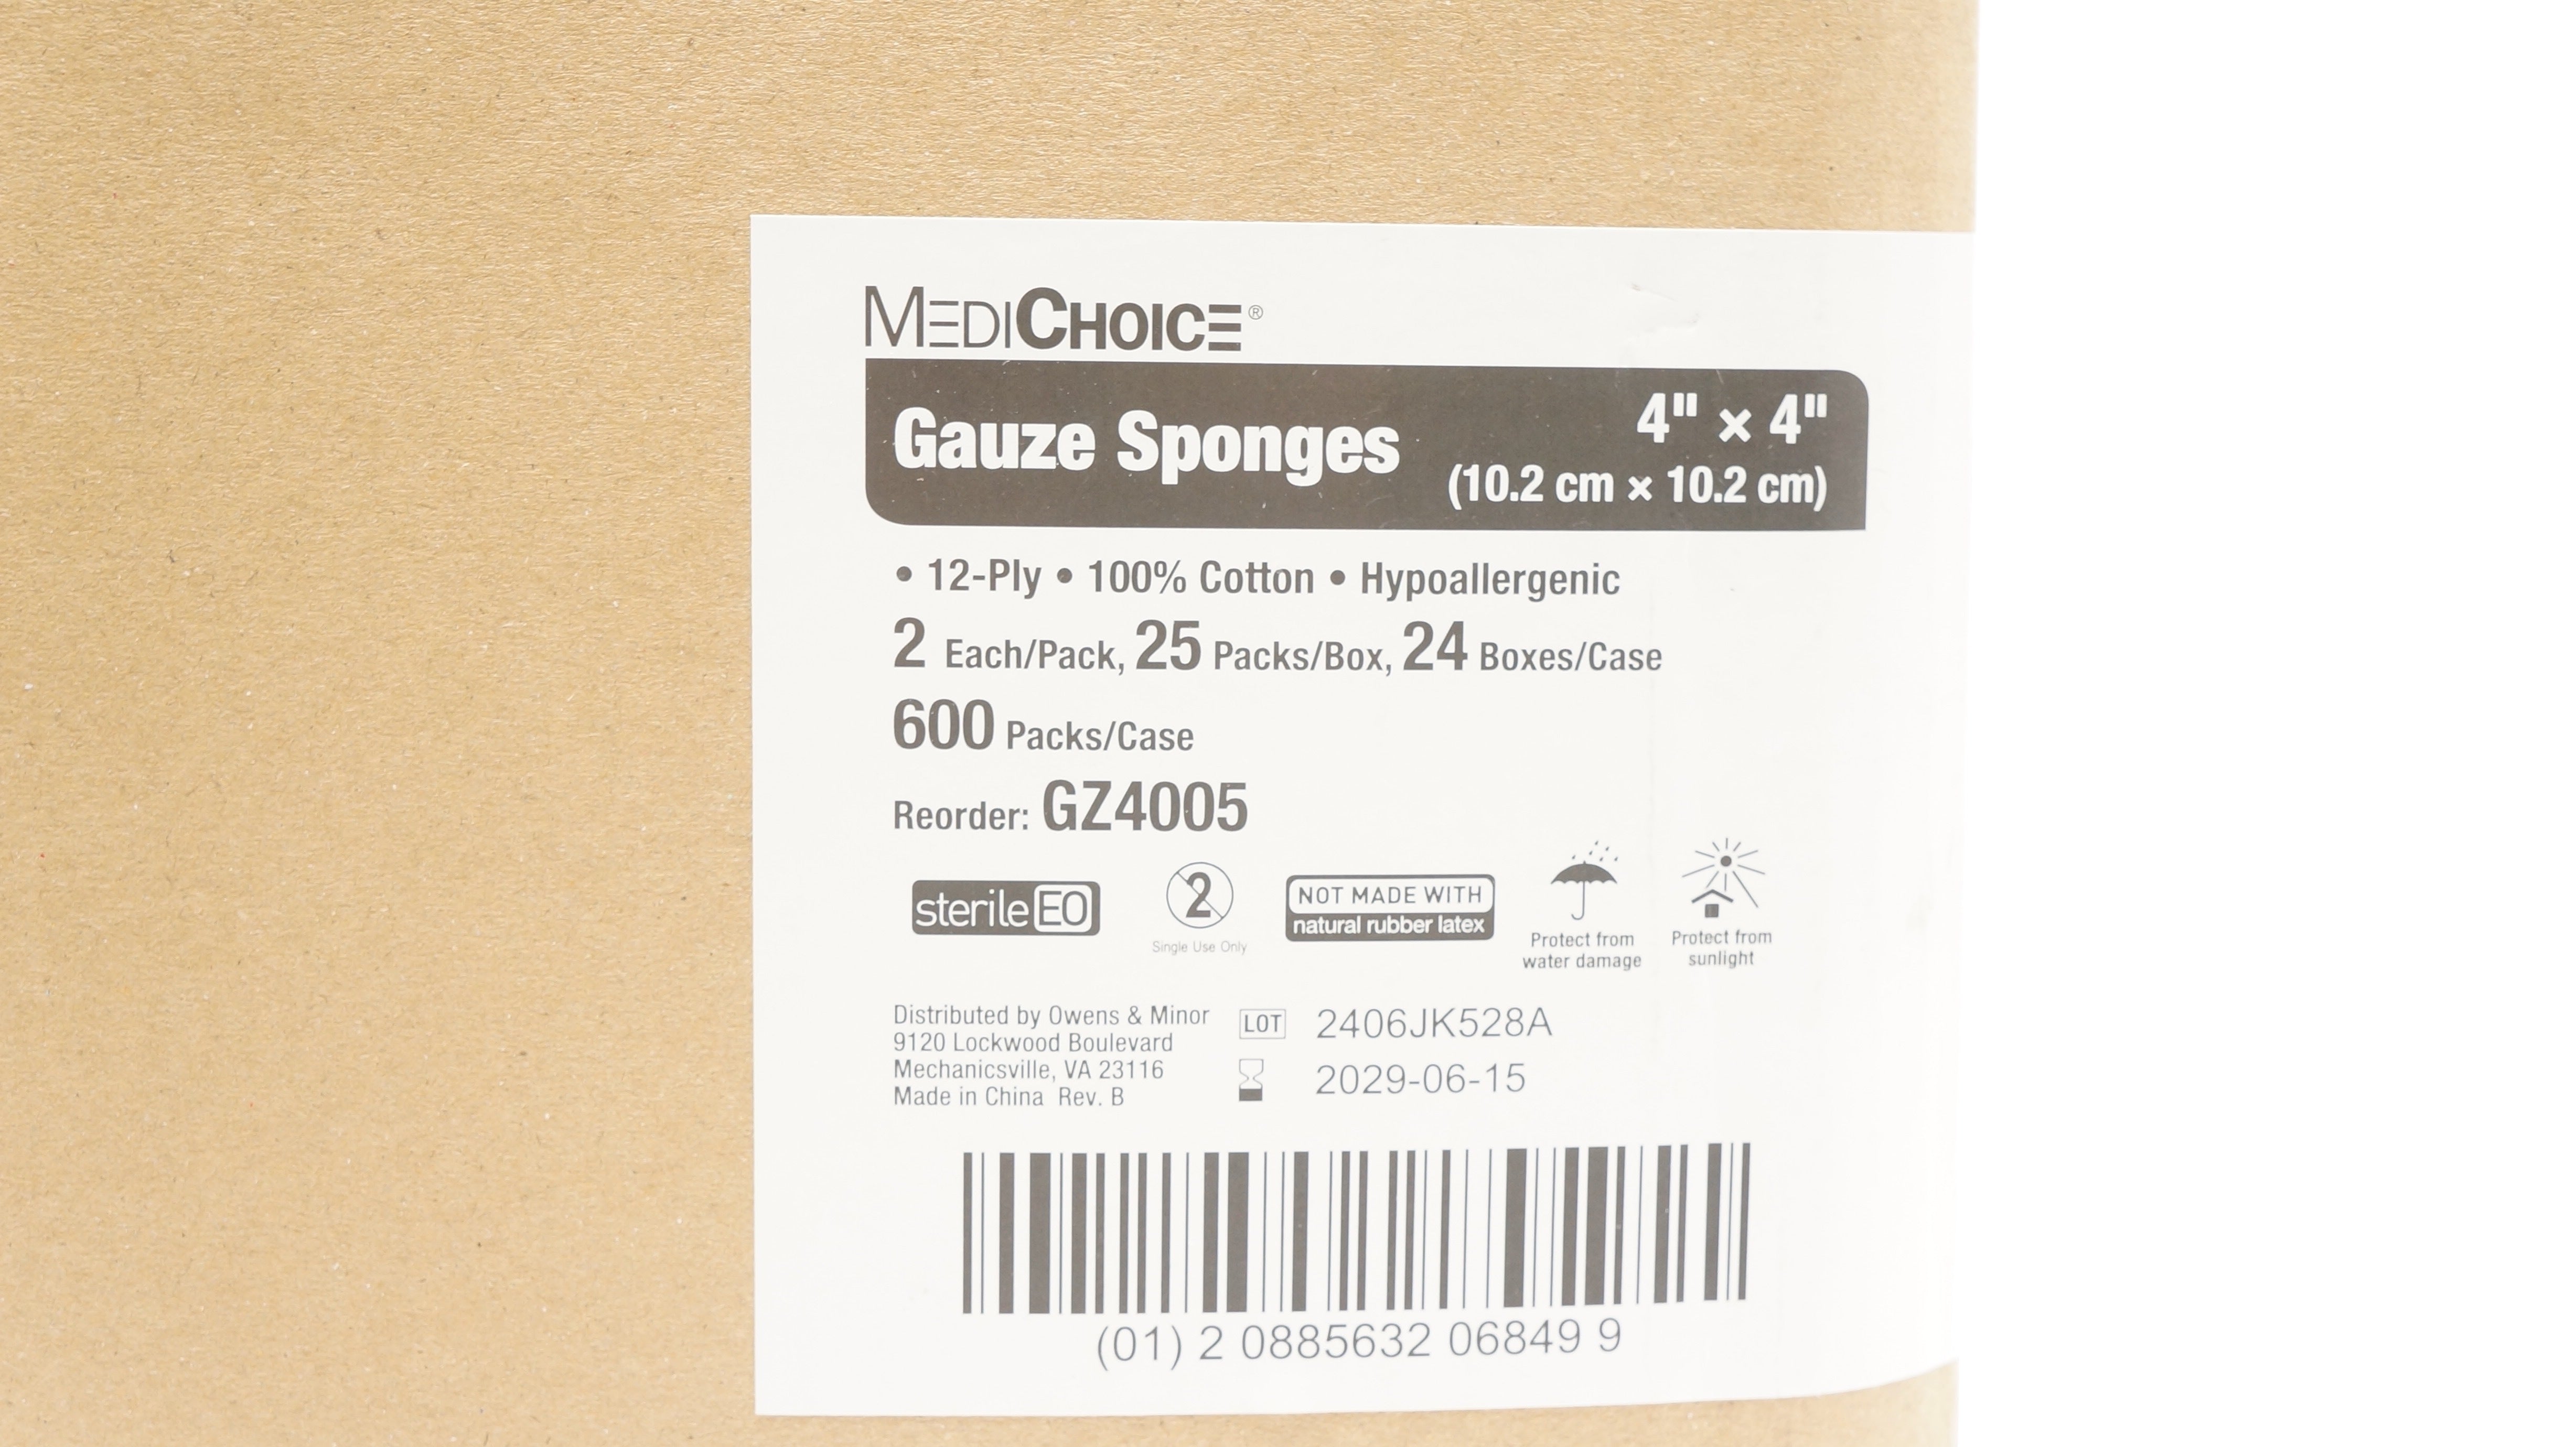 MEDICHOICE®
Gauze Sponges
4" × 4"
(10.2 cm × 10.2 cm)
• 12-Ply • 100% Cotton • Hypoallergenic
2 Each/Pack, 25 Packs/Box, 24 Boxes/Case
600 Packs/Case
Reorder: GZ4005
sterile EO
2
Single Use Only
NOT MADE WITH
natural rubber latex
Protect from
water damage
Protect from
sunlight
Distributed by Owens & Minor
9120 Lockwood Boulevard
Mechanicsville, VA 23116
Made in China Rev. B
LOT 2406JK528A
2029-06-15
(01) 2 0885632 06849 9